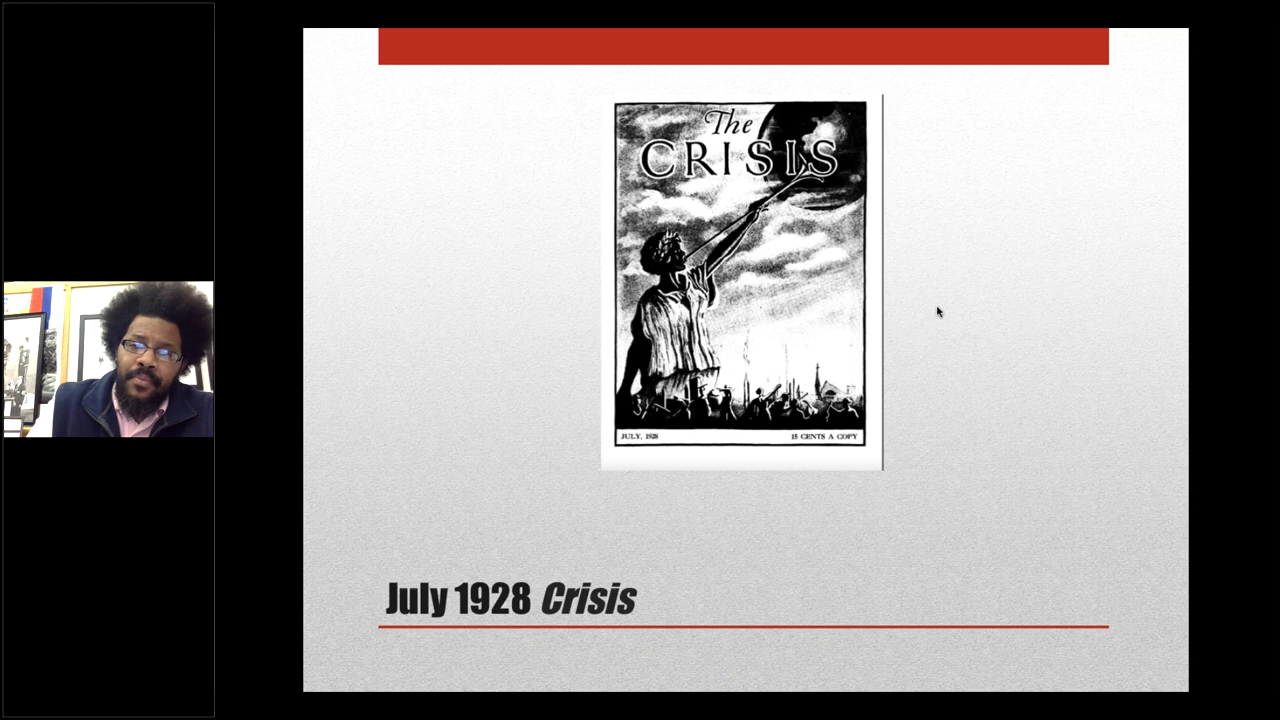 The
CRISIS
JULY, 1928
15 CENTS A COPY
July 1928 Crisis